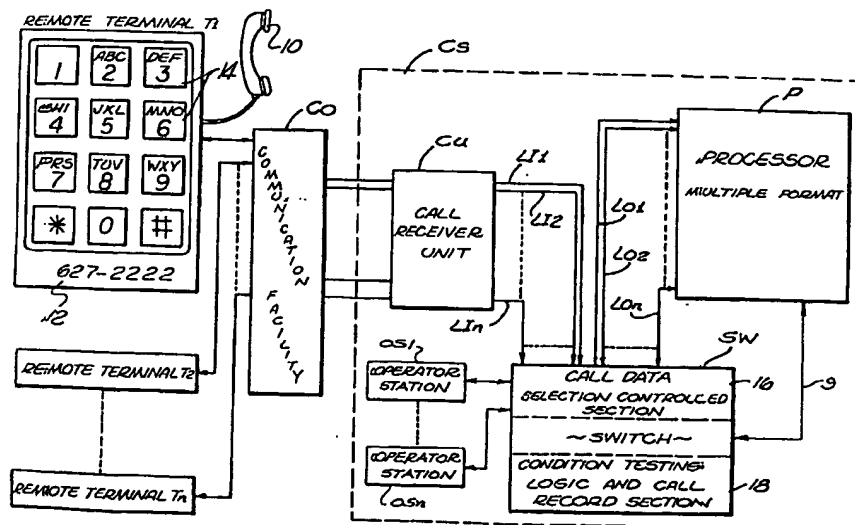 REMOTE TERMINAL T1
10
1
ABC
2
DEF
3
14
GHI
4
JKL
5
MNO
6
PRS
7
TUV
8
WXY
9
*
0
#
627-2222
12
REMOTE TERMINAL T2
REMOTE TERMINAL Tn
CO
COMMUNICATION
FACILITY
CS
CU
CALL
RECEIVER
UNIT
LI1
LI2
LIn
P
PROCESSOR
MULTIPLE FORMAT
LO1
LO2
LOn
9
SW
OS1
OPERATOR
STATION
OPERATOR
STATION
OSn
CALL DATA
SELECTION CONTROLLED
SECTION
16
~SWITCH~
CONDITION TESTING
LOGIC AND CALL
RECORD SECTION
18